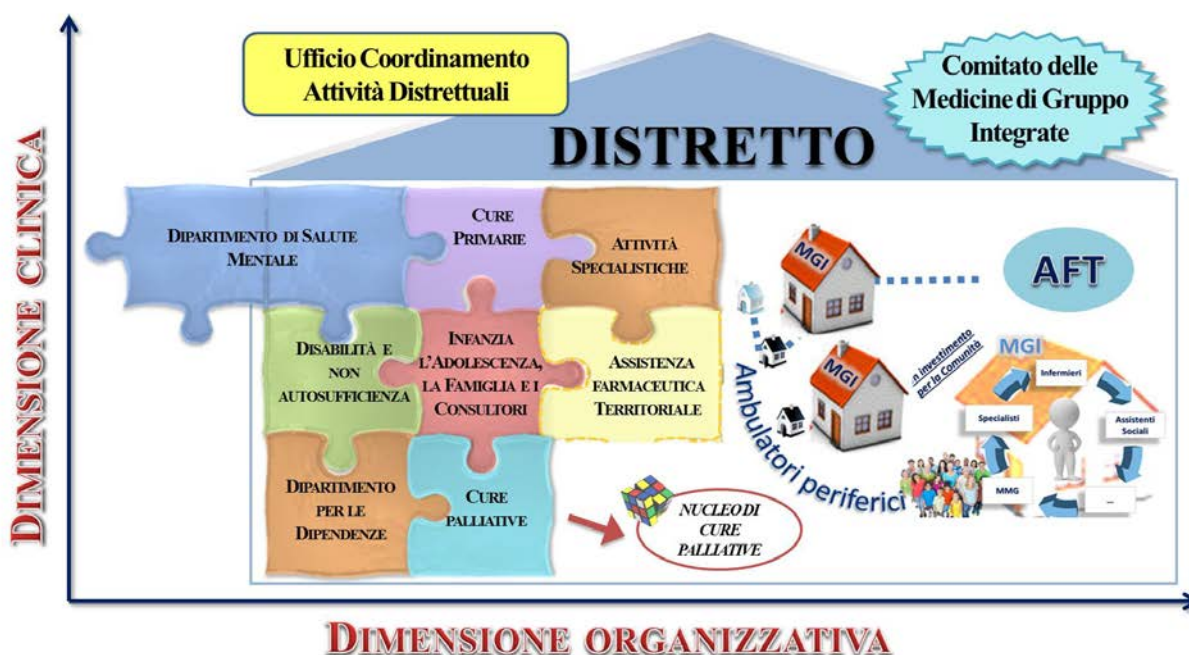 Ufficio Coordinamento
Attività Distrettuali
Comitato delle
Medicine di Gruppo
Integrate
DISTRETTO
DIMENSIONE CLINICA
DIPARTIMENTO DI SALUTE
MENTALE
CURE
PRIMARIE
ATTIVITÀ
SPECIALISTICHE
DISABILITÀ E
NON
AUTOSUFFICIENZA
INFANZIA
L'ADOLESCENZA,
LA FAMIGLIA E I
CONSULTORI
ASSISTENZA
FARMACEUTICA
TERRITORIALE
DIPARTIMENTO
PER LE
DIPENDENZE
CURE
PALLIATIVE
NUCLEO DI
CURE
PALLIATIVE
MGI
MGI
Ambulatori periferici
AFT
n investimento
per la Comunità
MGI
Infermieri
Specialisti
Assistenti
Sociali
MMG
...
DIMENSIONE ORGANIZZATIVA